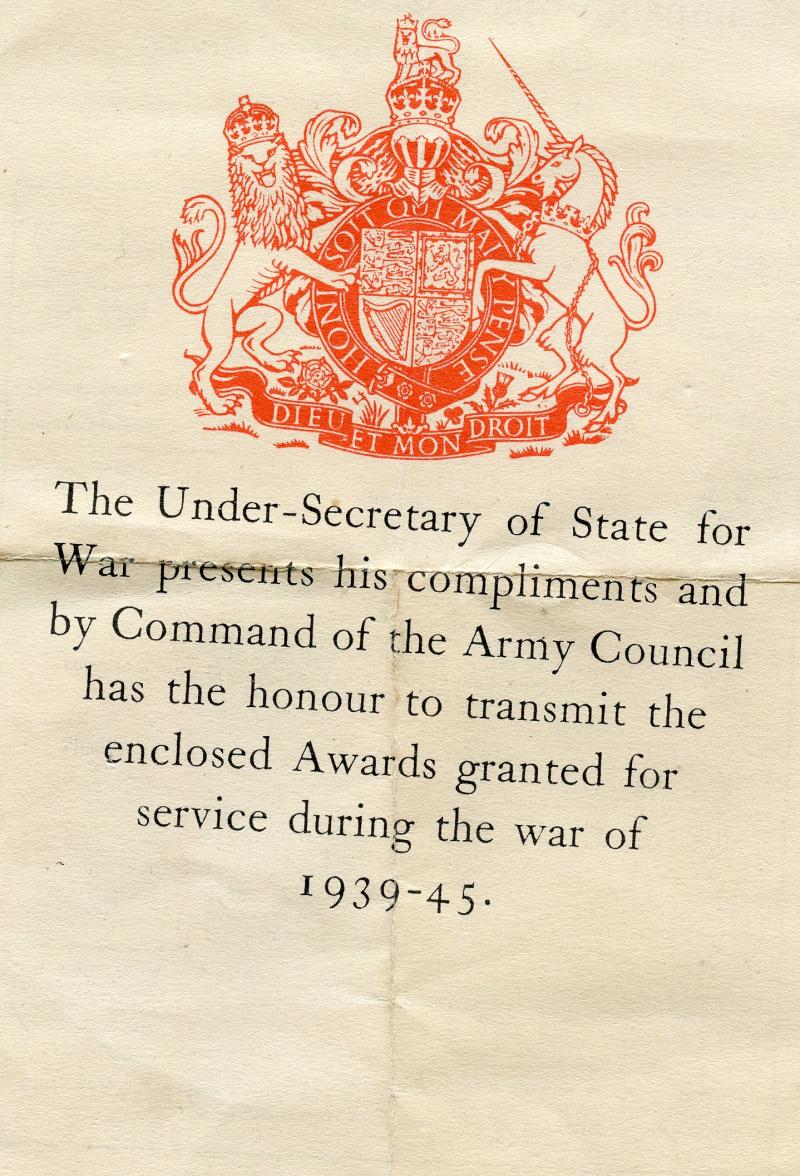 HONI SOIT QUI MAL Y PENSE
DIEU ET MON DROIT
The Under-Secretary of State for
War presents his compliments and
by Command of the Army Council
has the honour to transmit the
enclosed Awards granted for
service during the war of
1939-45.